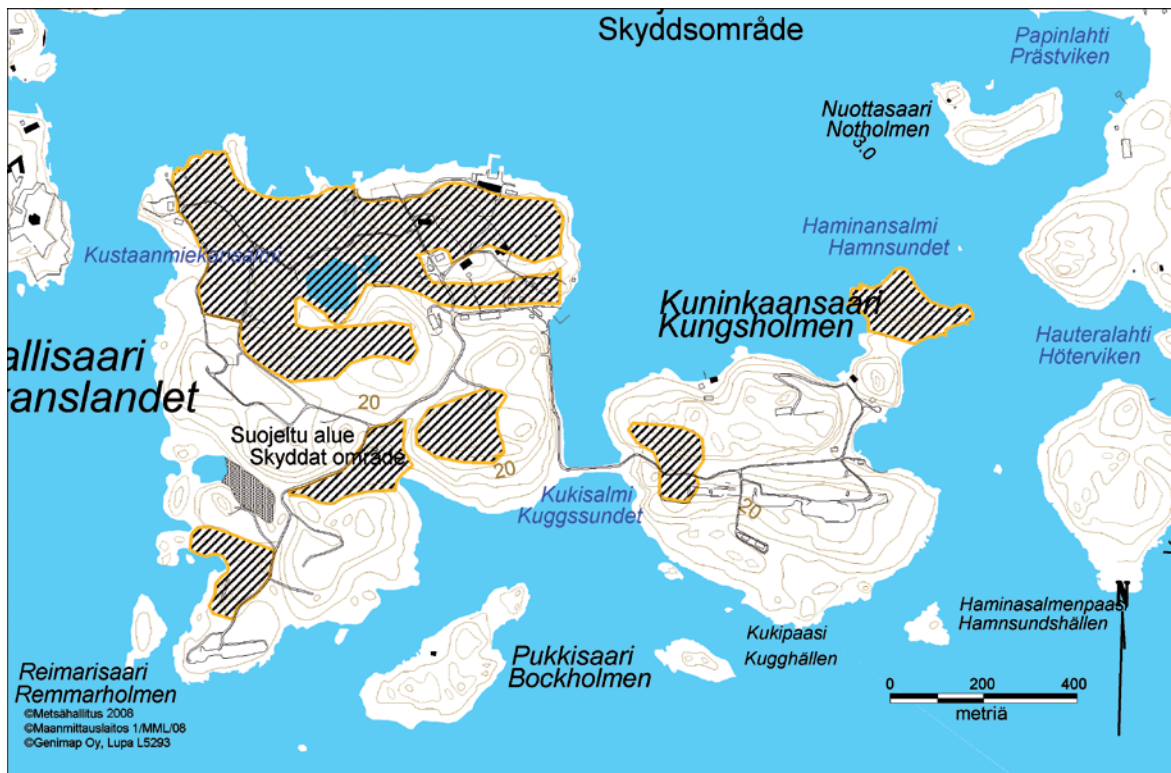 Skyddsområde
Papinlahti
Prästviken
Nuottasaari
Notholmen
3.0
Haminansalmi
Hamnsundet
Kustaanmiekansalmi
Kuninkaansaari
Kungsholmen
Hauteralahti
Höterviken
allisaari
anslandet
20
Suojeltu alue
Skyddat område
20
Kukisalmi
Kuggssundet
20
N
Haminasalmenpaasi
Hamnsundshällen
Kukipaasi
Kugghällen
Pukkisaari
Bockholmen
Reimarisaari
Remmarholmen
0 200 400
metriä
©Metsähallitus 2008
©Maanmittauslaitos 1/MML/08
©Genimap Oy, Lupa L5293